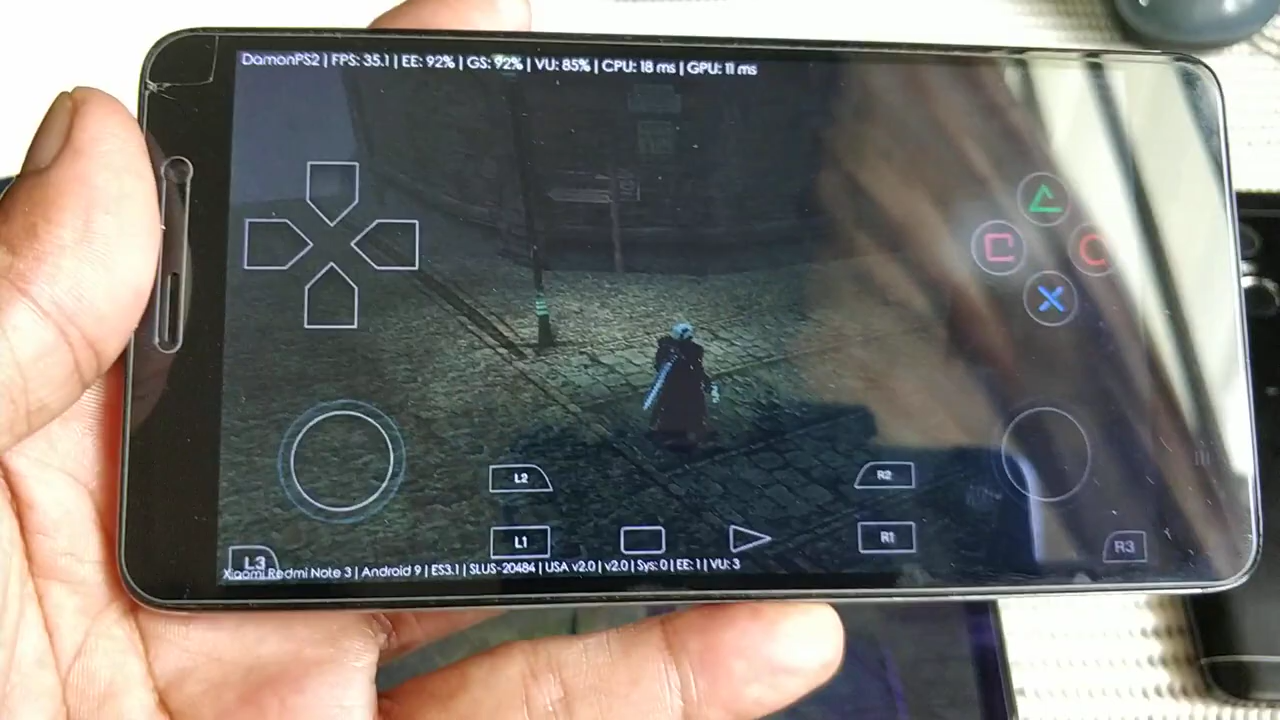 DamonPS2 | FPS: 35.1 | EE: 92% | GS: 92% | VU: 85% | CPU: 18 ms | GPU: 11 ms
L2
R2
L1
R1
L3
R3
Xiaomi Redmi Note 3 | Android 9 | ES3.1 | SLUS-20484 | USA v2.0 | v2.0 | Sys: 0 | EE: 1 | VU: 3